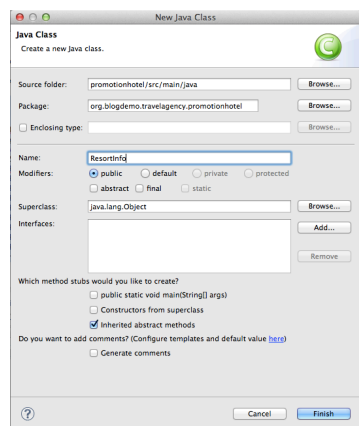 New Java Class
Java Class
Create a new Java class.
C
Source folder: promotionhotel/src/main/java Browse...
Package: org.blogdemo.travelagency.promotionhotel Browse...
Enclosing type: Browse...
Name: ResortInfo
Modifiers: public default private protected
abstract final static
Superclass: java.lang.Object Browse...
Interfaces: Add...
Remove
Which method stubs would you like to create?
public static void main(String[] args)
Constructors from superclass
Inherited abstract methods
Do you want to add comments? (Configure templates and default value here)
Generate comments
? Cancel Finish